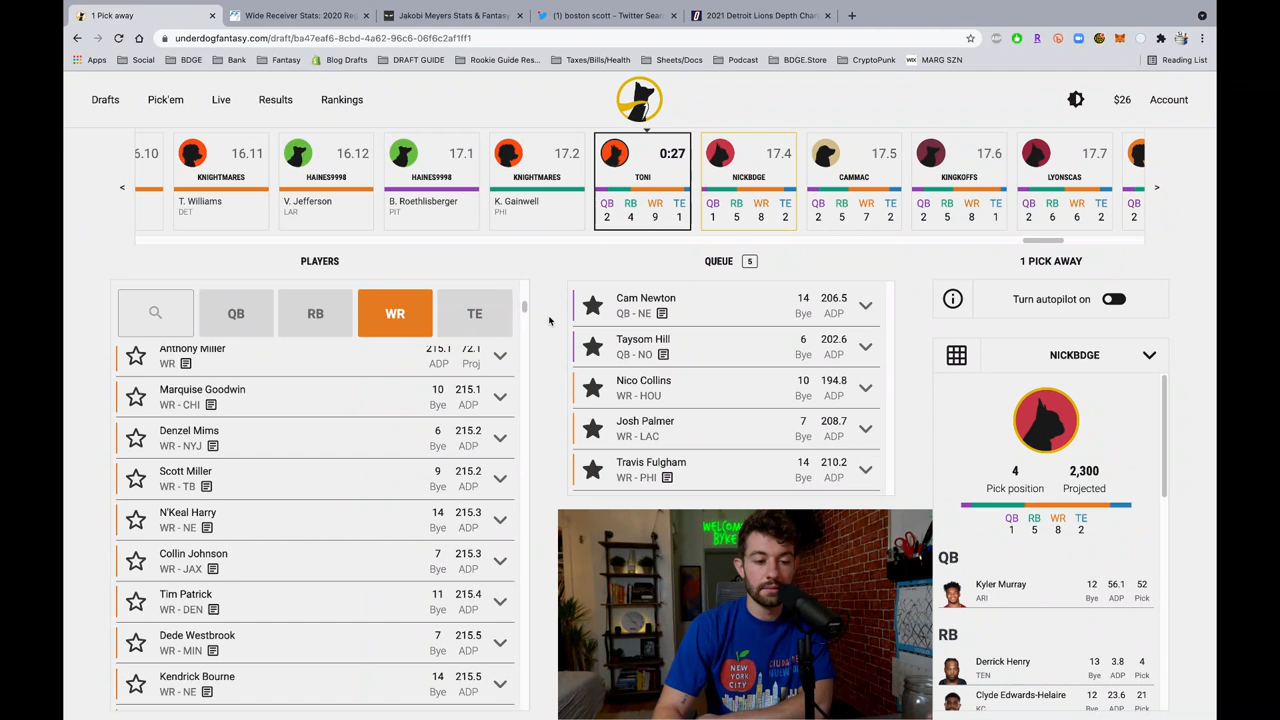 1 Pick away
Wide Receiver Stats: 2020 Reg
Jakobi Meyers Stats & Fantasy
(1) boston scott - Twitter Sear
2021 Detroit Lions Depth Char
underdogfantasy.com/draft/ba47eaf6-8cbd-4a62-96c6-06f6c2af1ff1
Apps Social BDGE Bank Fantasy Blog Drafts DRAFT GUIDE Rookie Guide Res... Taxes/Bills/Health Sheets/Docs Podcast BDGE.Store CryptoPunk WIX MARG SZN Reading List
Drafts Pick'em Live Results Rankings $26 Account
6.10
16.11
KNIGHTMARES
T. Williams
DET
16.12
HAINES9998
V. Jefferson
LAR
17.1
HAINES9998
B. Roethlisberger
PIT
17.2
KNIGHTMARES
K. Gainwell
PHI
0:27
TONI
QB RB WR TE
2 4 9 1
17.4
NICKBDGE
QB RB WR TE
1 5 8 2
17.5
CAMMAC
QB RB WR TE
2 5 7 2
17.6
KINGKOFFS
QB RB WR TE
2 5 8 1
17.7
LYONSCAS
QB RB WR TE
2 6 6 2
QB
2
< >
PLAYERS
QB RB WR TE
Anthony Miller 215.1 72.1
WR ADP Proj
Marquise Goodwin 10 215.1
WR - CHI Bye ADP
Denzel Mims 6 215.2
WR - NYJ Bye ADP
Scott Miller 9 215.2
WR - TB Bye ADP
N'Keal Harry 14 215.3
WR - NE Bye ADP
Collin Johnson 7 215.3
WR - JAX Bye ADP
Tim Patrick 11 215.4
WR - DEN Bye ADP
Dede Westbrook 7 215.5
WR - MIN Bye ADP
Kendrick Bourne 14 215.5
WR - NE Bye ADP
QUEUE 5
Cam Newton 14 206.5
QB - NE Bye ADP
Taysom Hill 6 202.6
QB - NO Bye ADP
Nico Collins 10 194.8
WR - HOU Bye ADP
Josh Palmer 7 208.7
WR - LAC Bye ADP
Travis Fulgham 14 210.2
WR - PHI Bye ADP
WELCOM
BYKE
NEW YORK CITY
1 PICK AWAY
Turn autopilot on
NICKBDGE
4 2,300
Pick position Projected
QB RB WR TE
1 5 8 2
QB
Kyler Murray 12 56.1 52
ARI Bye ADP Pick
RB
Derrick Henry 13 3.8 4
TEN Bye ADP Pick
Clyde Edwards-Helaire 12 23.6 21
KC Bye ADP Pick